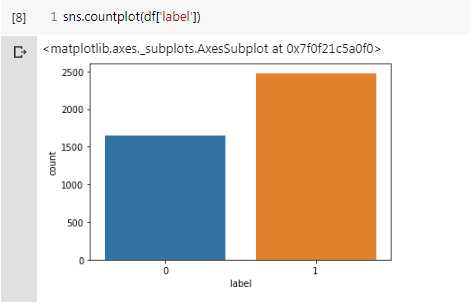 [8] 1 sns.countplot(df['label'])
<matplotlib.axes._subplots.AxesSubplot at 0x7f0f21c5a0f0>
2500
2000
1500
1000
500
0
count
0 1
label